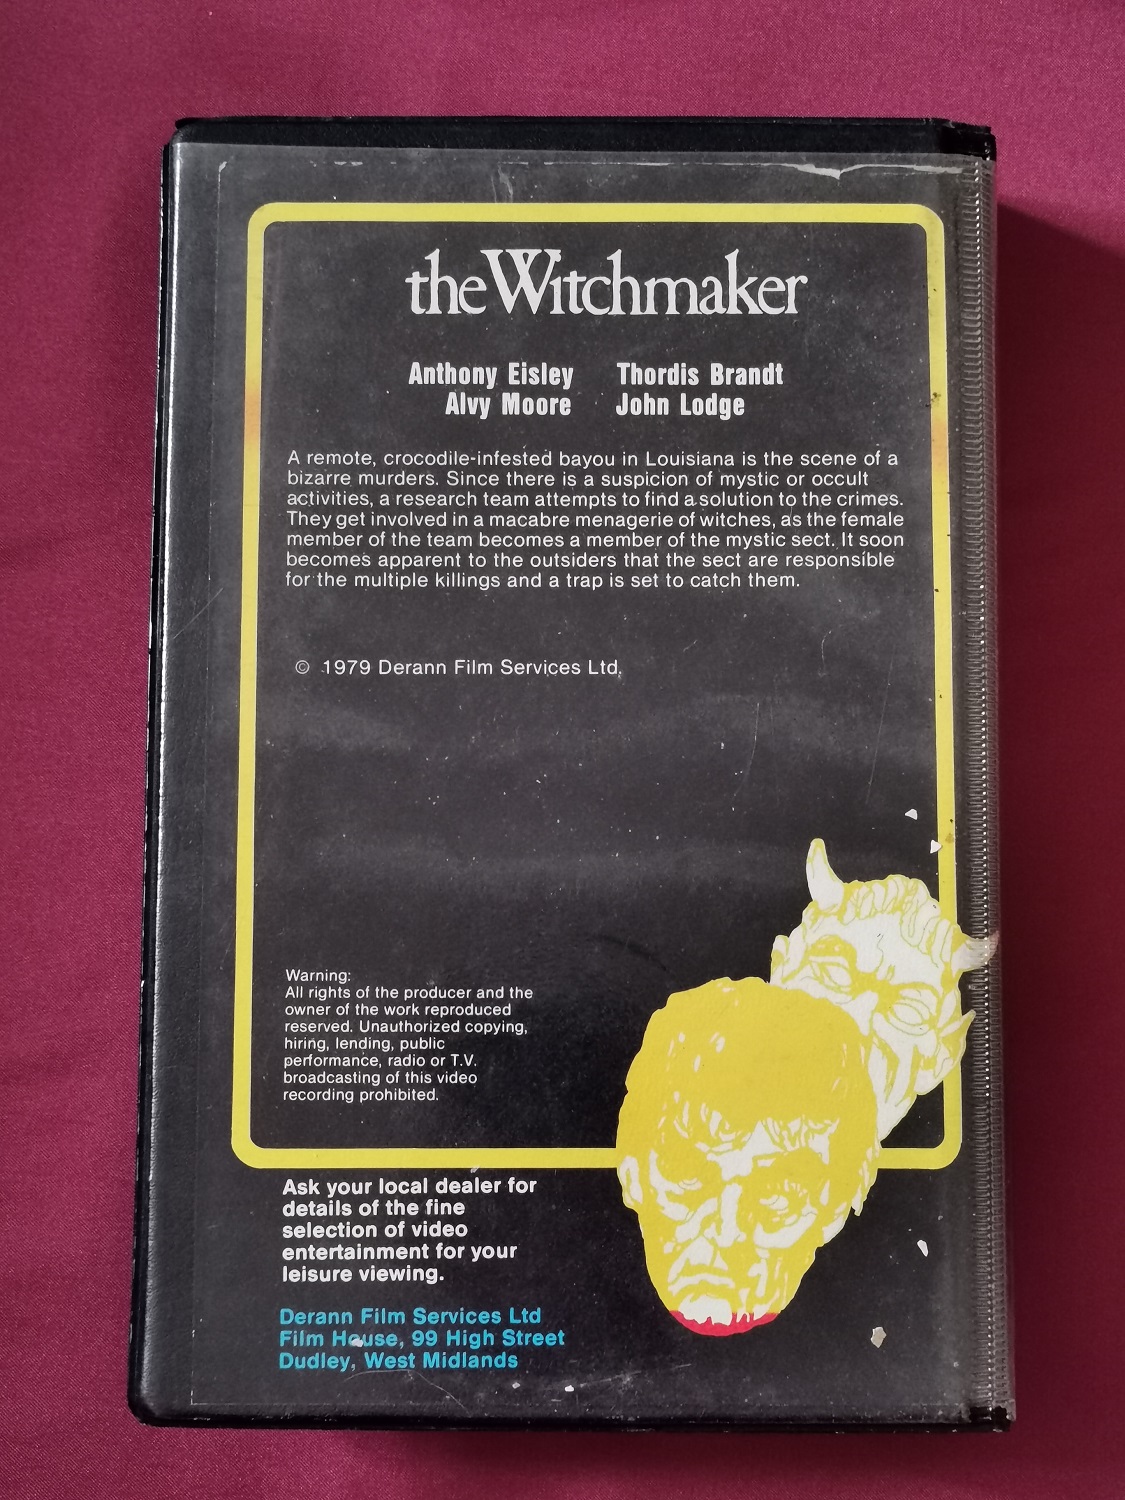 the Witchmaker
Anthony Eisley Thordis Brandt
Alvy Moore John Lodge
A remote, crocodile-infested bayou in Louisiana is the scene of a
bizarre murders. Since there is a suspicion of mystic or occult
activities, a research team attempts to find a solution to the crimes.
They get involved in a macabre menagerie of witches, as the female
member of the team becomes a member of the mystic sect. It soon
becomes apparent to the outsiders that the sect are responsible
for the multiple killings and a trap is set to catch them.
© 1979 Derann Film Services Ltd.
Warning:
All rights of the producer and the
owner of the work reproduced
reserved. Unauthorized copying,
hiring, lending, public
performance, radio or T.V.
broadcasting of this video
recording prohibited.
Ask your local dealer for
details of the fine
selection of video
entertainment for your
leisure viewing.
Derann Film Services Ltd
Film House, 99 High Street
Dudley, West Midlands